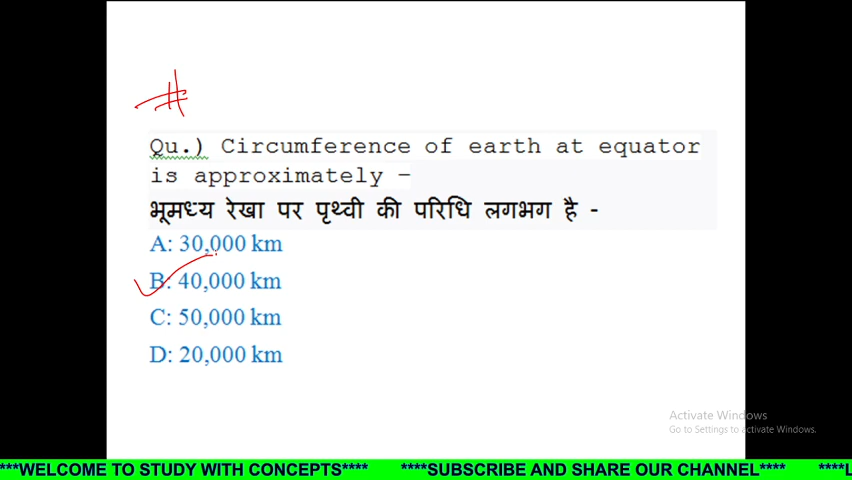 #
Qu.) Circumference of earth at equator
is approximately –
भूमध्य रेखा पर पृथ्वी की परिधि लगभग है -
A: 30,000 km
B: 40,000 km
C: 50,000 km
D: 20,000 km
Activate Windows
Go to Settings to activate Windows.
***WELCOME TO STUDY WITH CONCEPTS**** ****SUBSCRIBE AND SHARE OUR CHANNEL**** ****L